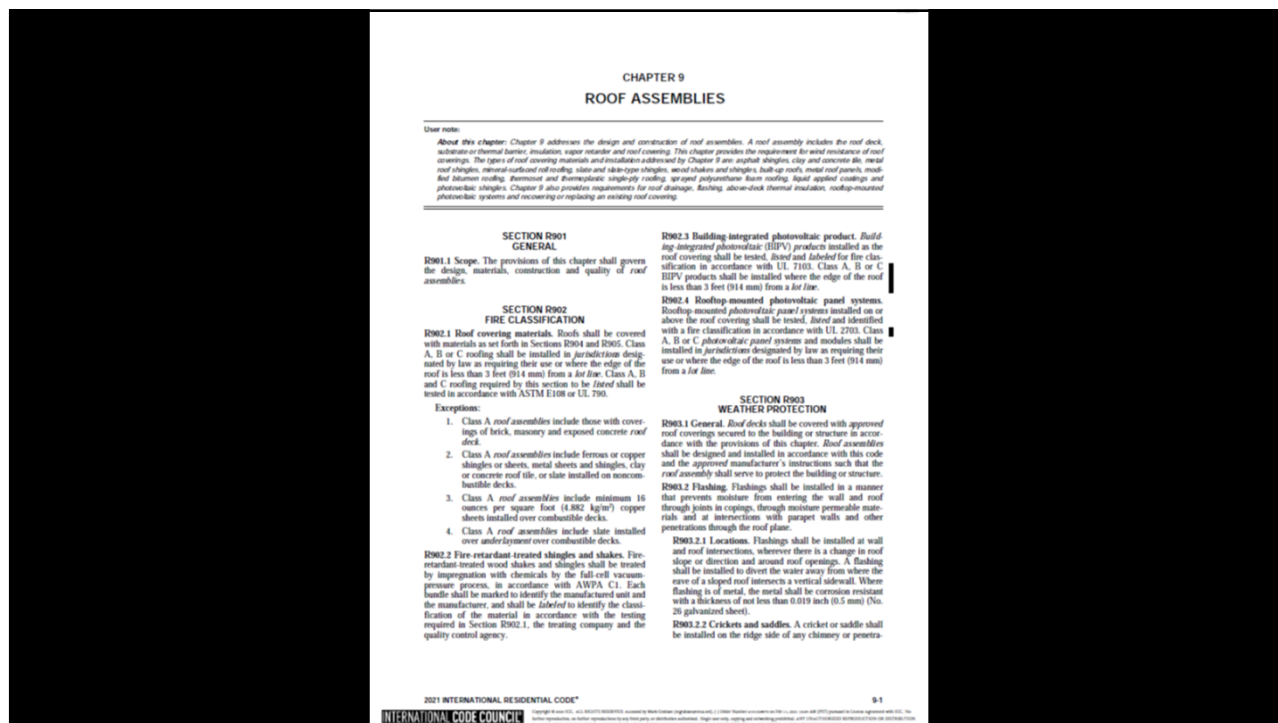 CHAPTER 9
ROOF ASSEMBLIES
User note:
About this chapter: Chapter 9 addresses the design and construction of roof assemblies. A roof assembly includes the roof deck,
substrate or thermal barrier, insulation, vapor retarder and roof covering. This chapter provides the requirement for wind resistance of roof
coverings. The types of roof covering materials and installation addressed by Chapter 9 are: asphalt shingles, clay and concrete tile, metal
roof shingles, mineral-surfaced roll roofing, slate and slate-type shingles, wood shakes and shingles, built-up roofs, metal roof panels, modi-
fied bitumen roofing, thermoset and thermoplastic single-ply roofing, sprayed polyurethane foam roofing, liquid applied coatings and
photovoltaic shingles. Chapter 9 also provides requirements for roof drainage, flashing, above-deck thermal insulation, rooftop-mounted
photovoltaic systems and recovering or replacing an existing roof covering.
SECTION R901
GENERAL
R901.1 Scope. The provisions of this chapter shall govern
the design, materials, construction and quality of roof
assemblies.
SECTION R902
FIRE CLASSIFICATION
R902.1 Roof covering materials. Roofs shall be covered
with materials as set forth in Sections R904 and R905. Class
A, B or C roofing shall be installed in jurisdictions desig-
nated by law as requiring their use or where the edge of the
roof is less than 3 feet (914 mm) from a lot line. Class A, B
and C roofing required by this section to be listed shall be
tested in accordance with ASTM E108 or UL 790.
Exceptions:
1. Class A roof assemblies include those with cover-
ings of brick, masonry and exposed concrete roof
deck.
2. Class A roof assemblies include ferrous or copper
shingles or sheets, metal sheets and shingles, clay
or concrete roof tile, or slate installed on noncom-
bustible decks.
3. Class A roof assemblies include minimum 16
ounces per square foot (4.882 kg/m²) copper
sheets installed over combustible decks.
4. Class A roof assemblies include slate installed
over underlayment over combustible decks.
R902.2 Fire-retardant-treated shingles and shakes. Fire-
retardant-treated wood shakes and shingles shall be treated
by impregnation with chemicals by the full-cell vacuum-
pressure process, in accordance with AWPA C1. Each
bundle shall be marked to identify the manufactured unit and
the manufacturer, and shall be labeled to identify the classi-
fication of the material in accordance with the testing
required in Section R902.1, the treating company and the
quality control agency.
R902.3 Building-integrated photovoltaic product. Build-
ing-integrated photovoltaic (BIPV) products installed as the
roof covering shall be tested, listed and labeled for fire clas-
sification in accordance with UL 7103. Class A, B or C
BIPV products shall be installed where the edge of the roof
is less than 3 feet (914 mm) from a lot line.
R902.4 Rooftop-mounted photovoltaic panel systems.
Rooftop-mounted photovoltaic panel systems installed on or
above the roof covering shall be tested, listed and identified
with a fire classification in accordance with UL 2703. Class
A, B or C photovoltaic panel systems and modules shall be
installed in jurisdictions designated by law as requiring their
use or where the edge of the roof is less than 3 feet (914 mm)
from a lot line.
SECTION R903
WEATHER PROTECTION
R903.1 General. Roof decks shall be covered with approved
roof coverings secured to the building or structure in accor-
dance with the provisions of this chapter. Roof assemblies
shall be designed and installed in accordance with this code
and the approved manufacturer's instructions such that the
roof assembly shall serve to protect the building or structure.
R903.2 Flashing. Flashings shall be installed in a manner
that prevents moisture from entering the wall and roof
through joints in copings, through moisture permeable mate-
rials and at intersections with parapet walls and other
penetrations through the roof plane.
R903.2.1 Locations. Flashings shall be installed at wall
and roof intersections, wherever there is a change in roof
slope or direction and around roof openings. A flashing
shall be installed to divert the water away from where the
eave of a sloped roof intersects a vertical sidewall. Where
flashing is of metal, the metal shall be corrosion resistant
with a thickness of not less than 0.019 inch (0.5 mm) (No.
26 galvanized sheet).
R903.2.2 Crickets and saddles. A cricket or saddle shall
be installed on the ridge side of any chimney or penetra-
2021 INTERNATIONAL RESIDENTIAL CODE®
9-1
INTERNATIONAL CODE COUNCIL